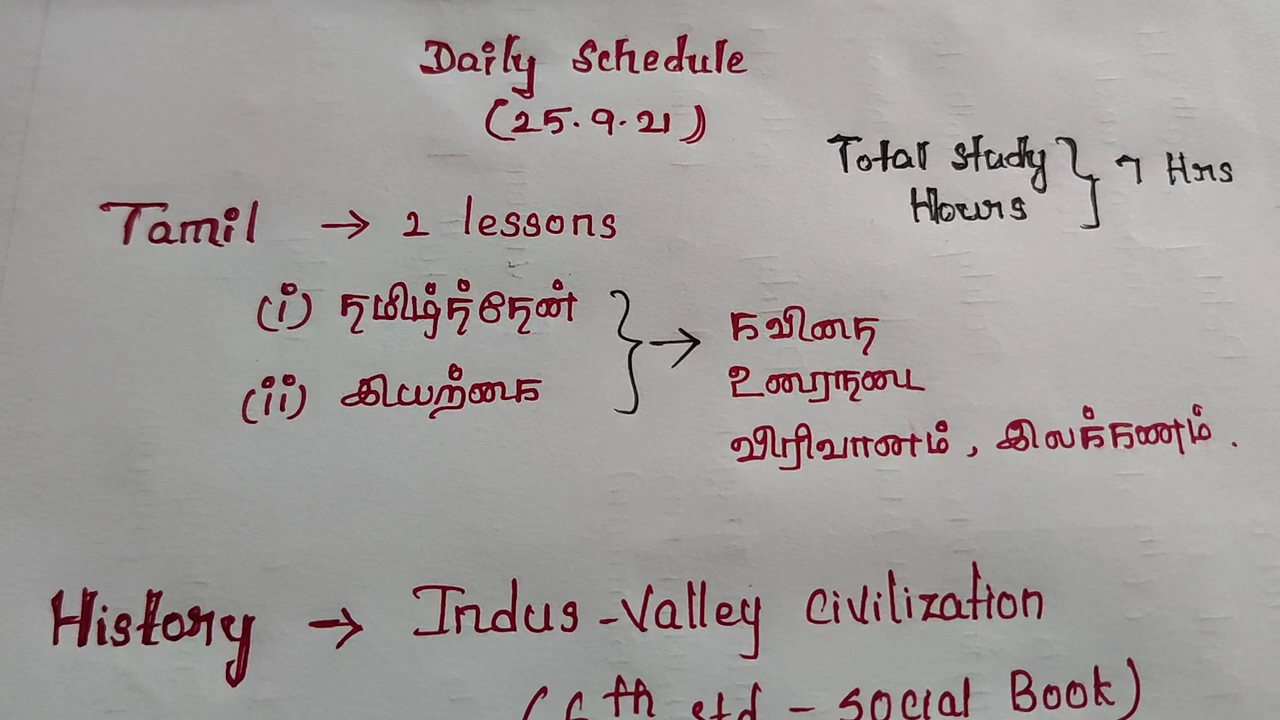 Daily Schedule
(25.9.21)
Total study Hours } 7 Hrs
Tamil → 2 lessons
(i) தமிழ்த்தேன்
(ii) இயற்கை
} → கவிதை
உரைநடை
விரிவானம், இலக்கணம்.
History → Indus-Valley civilization
(6th std - social Book)